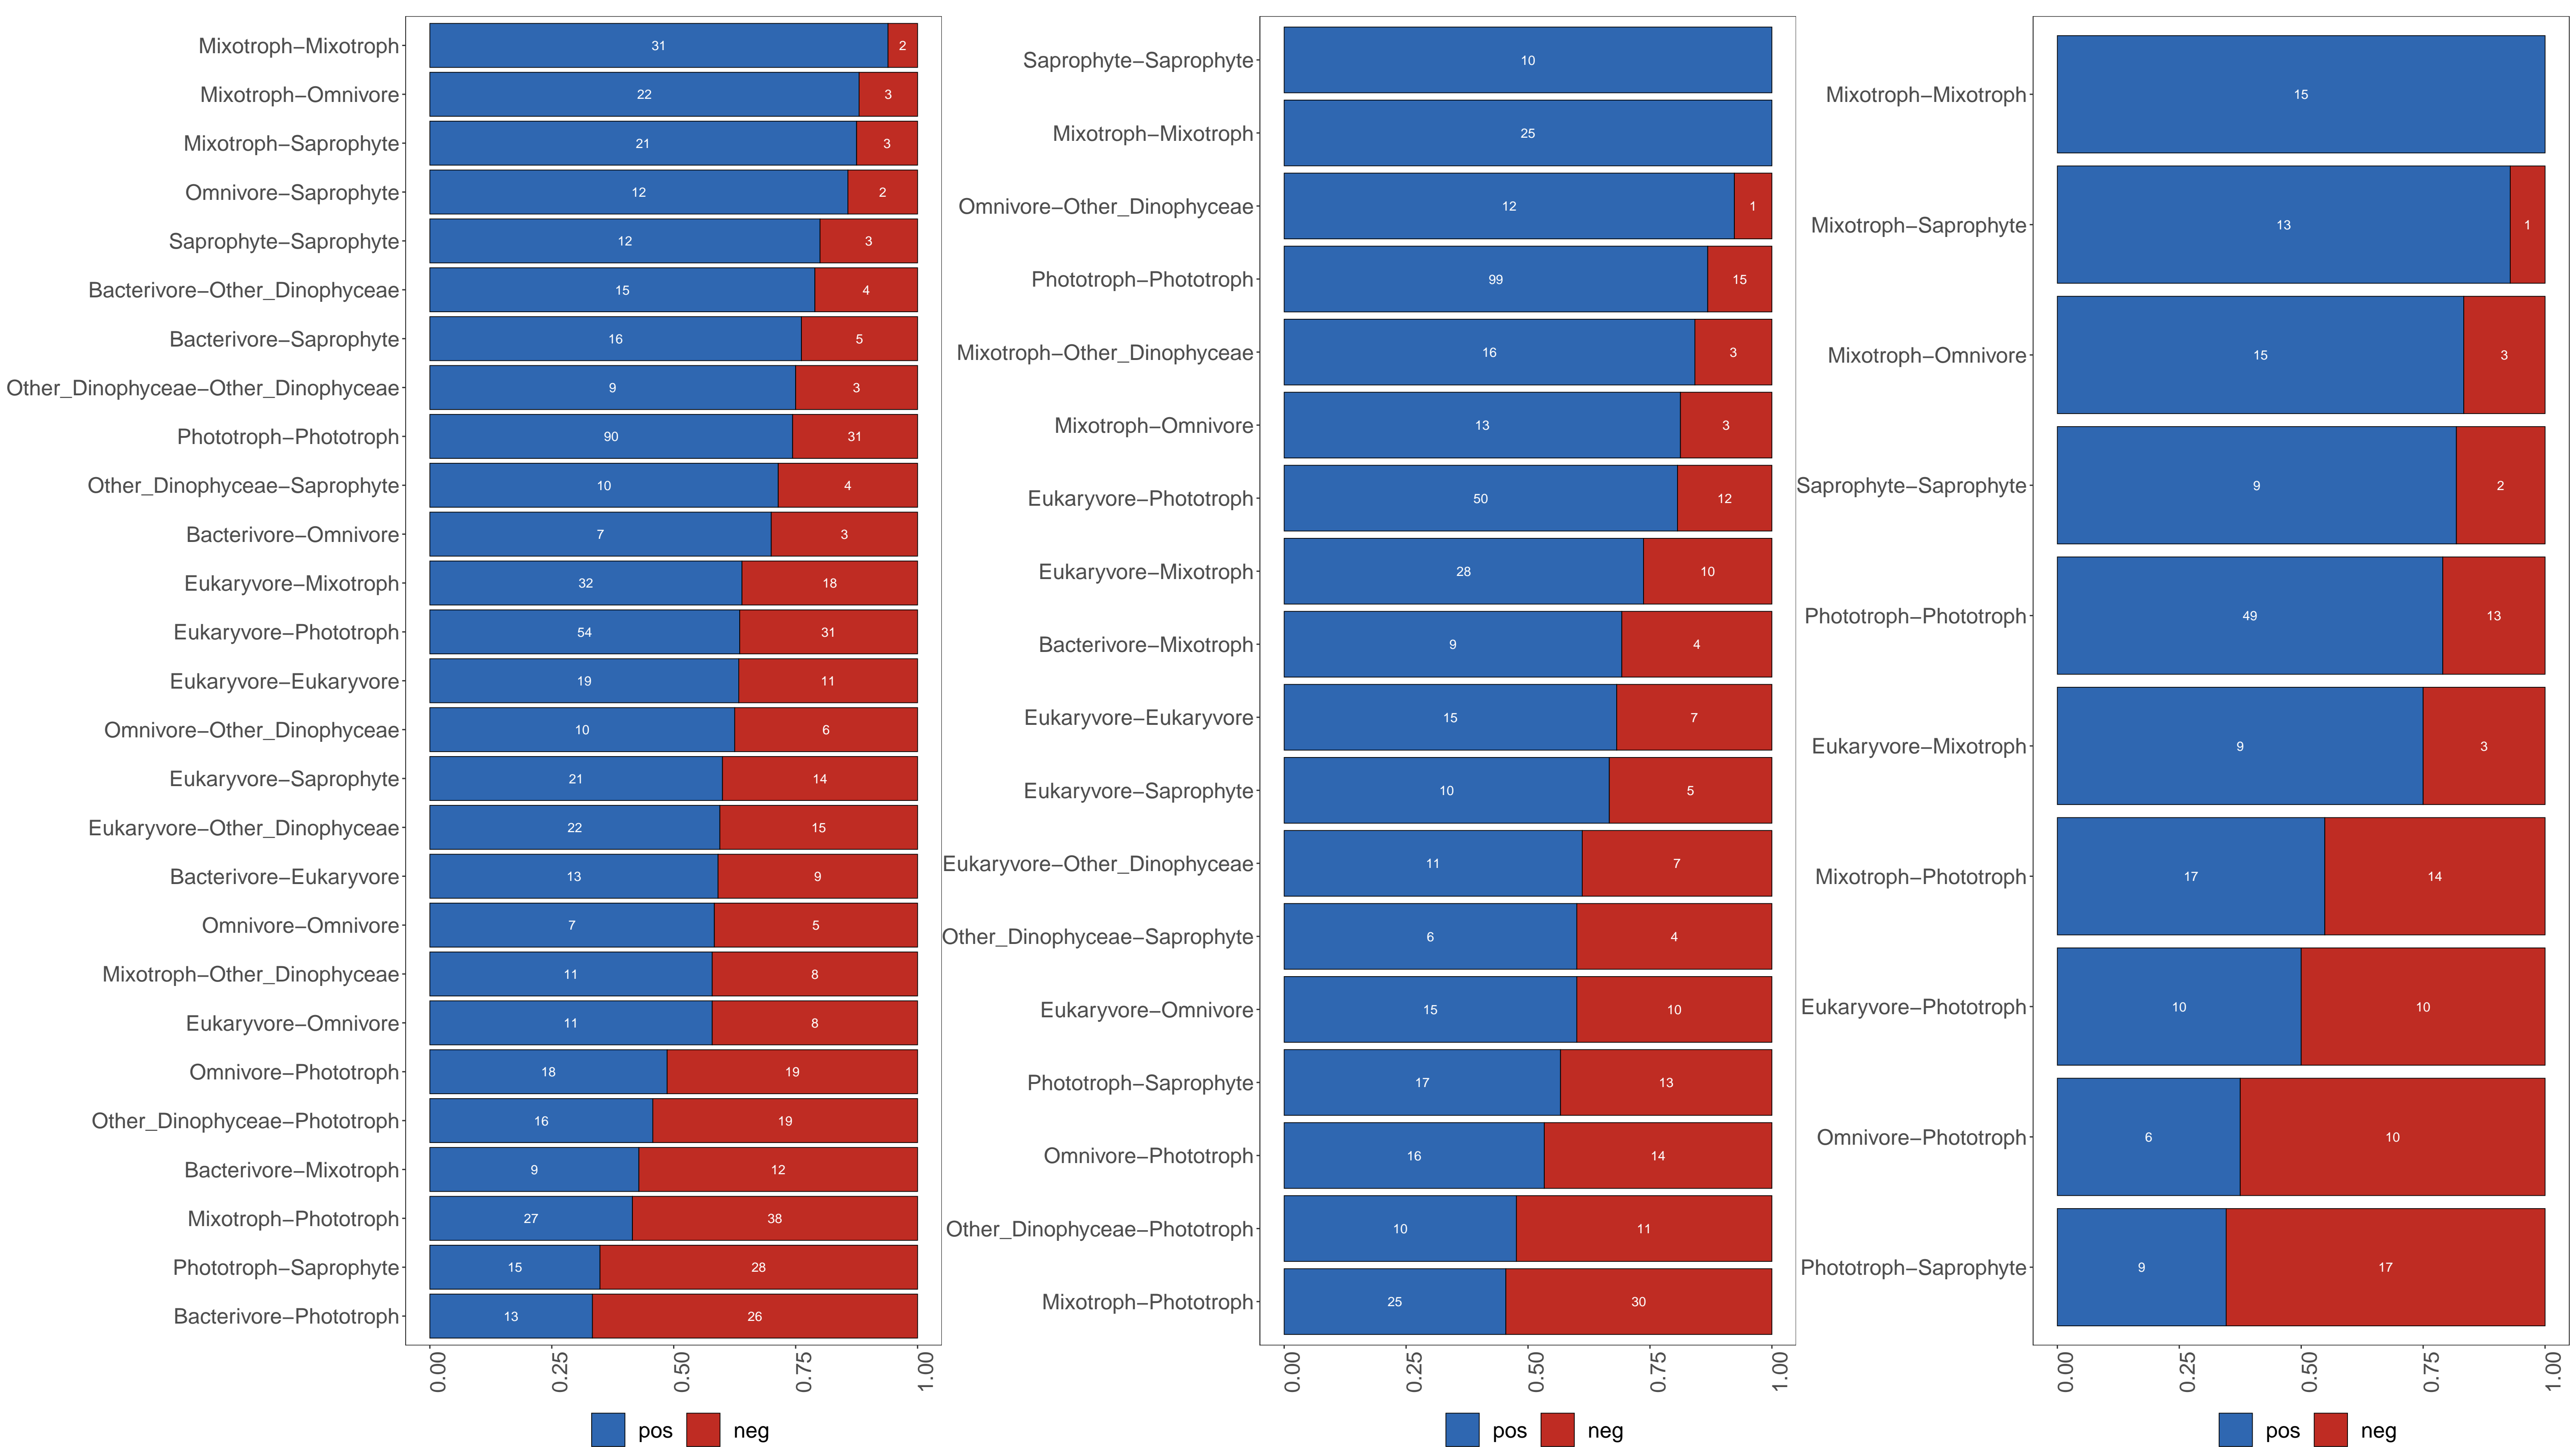 Mixotroph−Mixotroph 31 2
Mixotroph−Omnivore 22 3
Mixotroph−Saprophyte 21 3
Omnivore−Saprophyte 12 2
Saprophyte−Saprophyte 12 3
Bacterivore−Other_Dinophyceae 15 4
Bacterivore−Saprophyte 16 5
Other_Dinophyceae−Other_Dinophyceae 9 3
Phototroph−Phototroph 90 31
Other_Dinophyceae−Saprophyte 10 4
Bacterivore−Omnivore 7 3
Eukaryvore−Mixotroph 32 18
Eukaryvore−Phototroph 54 31
Eukaryvore−Eukaryvore 19 11
Omnivore−Other_Dinophyceae 10 6
Eukaryvore−Saprophyte 21 14
Eukaryvore−Other_Dinophyceae 22 15
Bacterivore−Eukaryvore 13 9
Omnivore−Omnivore 7 5
Mixotroph−Other_Dinophyceae 11 8
Eukaryvore−Omnivore 11 8
Omnivore−Phototroph 18 19
Other_Dinophyceae−Phototroph 16 19
Bacterivore−Mixotroph 9 12
Mixotroph−Phototroph 27 38
Phototroph−Saprophyte 15 28
Bacterivore−Phototroph 13 26
0.00 0.25 0.50 0.75 1.00
pos neg
Saprophyte−Saprophyte 10
Mixotroph−Mixotroph 25
Omnivore−Other_Dinophyceae 12 1
Phototroph−Phototroph 99 15
Mixotroph−Other_Dinophyceae 16 3
Mixotroph−Omnivore 13 3
Eukaryvore−Phototroph 50 12
Eukaryvore−Mixotroph 28 10
Bacterivore−Mixotroph 9 4
Eukaryvore−Eukaryvore 15 7
Eukaryvore−Saprophyte 10 5
Eukaryvore−Other_Dinophyceae 11 7
Other_Dinophyceae−Saprophyte 6 4
Eukaryvore−Omnivore 15 10
Phototroph−Saprophyte 17 13
Omnivore−Phototroph 16 14
Other_Dinophyceae−Phototroph 10 11
Mixotroph−Phototroph 25 30
0.00 0.25 0.50 0.75 1.00
pos neg
Mixotroph−Mixotroph 15
Mixotroph−Saprophyte 13 1
Mixotroph−Omnivore 15 3
Saprophyte−Saprophyte 9 2
Phototroph−Phototroph 49 13
Eukaryvore−Mixotroph 9 3
Mixotroph−Phototroph 17 14
Eukaryvore−Phototroph 10 10
Omnivore−Phototroph 6 10
Phototroph−Saprophyte 9 17
0.00 0.25 0.50 0.75 1.00
pos neg